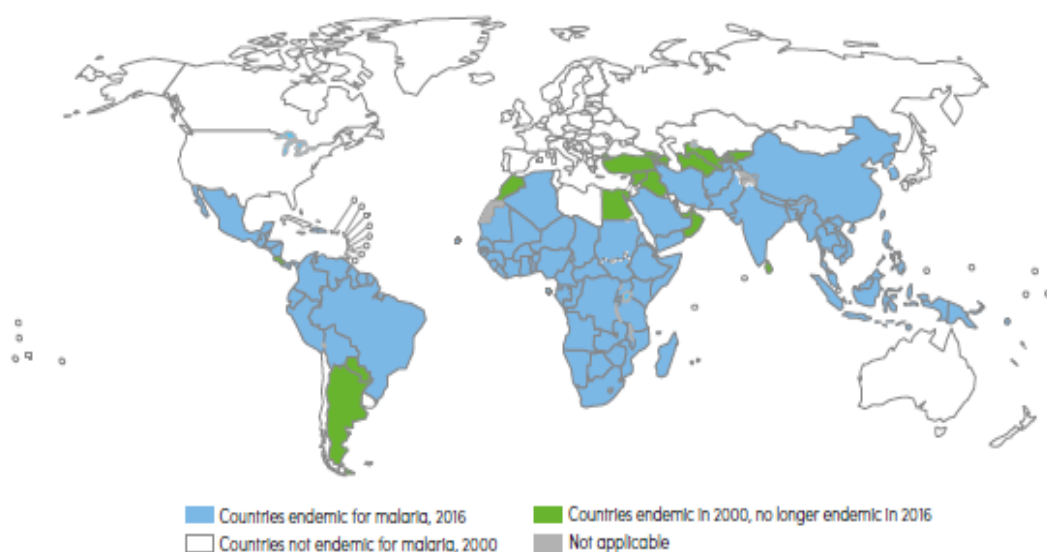 Countries endemic for malaria, 2016
Countries endemic in 2000, no longer endemic in 2016
Countries not endemic for malaria, 2000
Not applicable